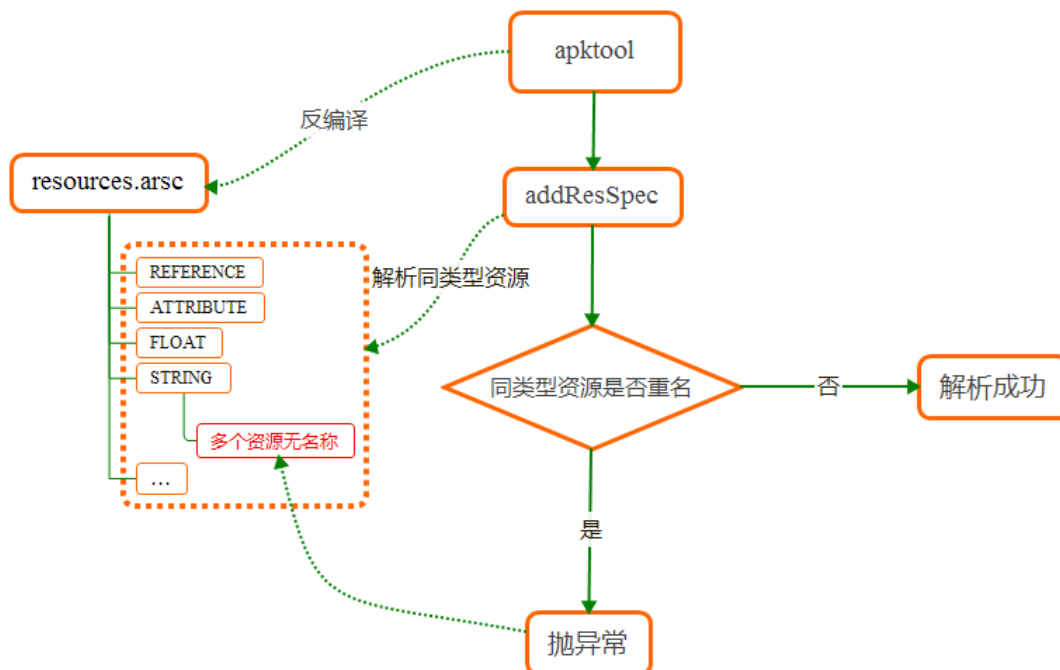 apktool
反编译
resources.arsc
addResSpec
REFERENCE
解析同类型资源
ATTRIBUTE
FLOAT
STRING
同类型资源是否重名
否
解析成功
多个资源无名称
...
是
抛异常